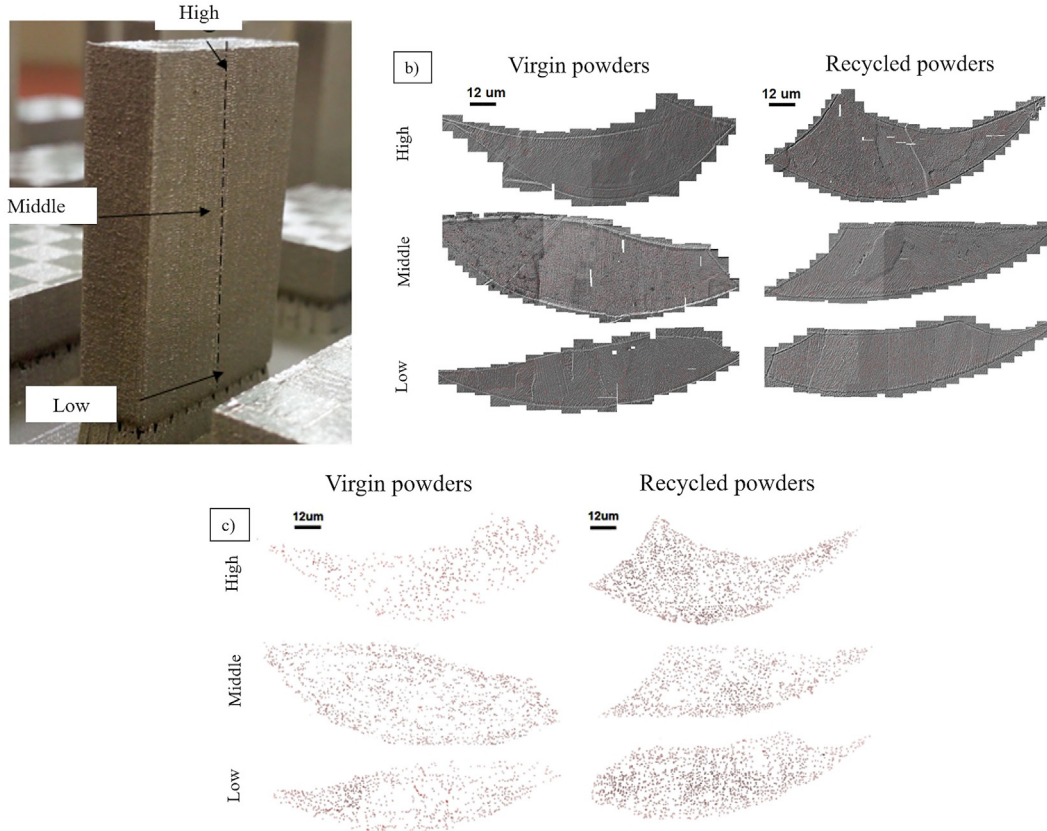 High
Middle
Low
b)
Virgin powders
Recycled powders
12 um
12 um
High
Middle
Low
Virgin powders
Recycled powders
c)
12um
12um
High
Middle
Low